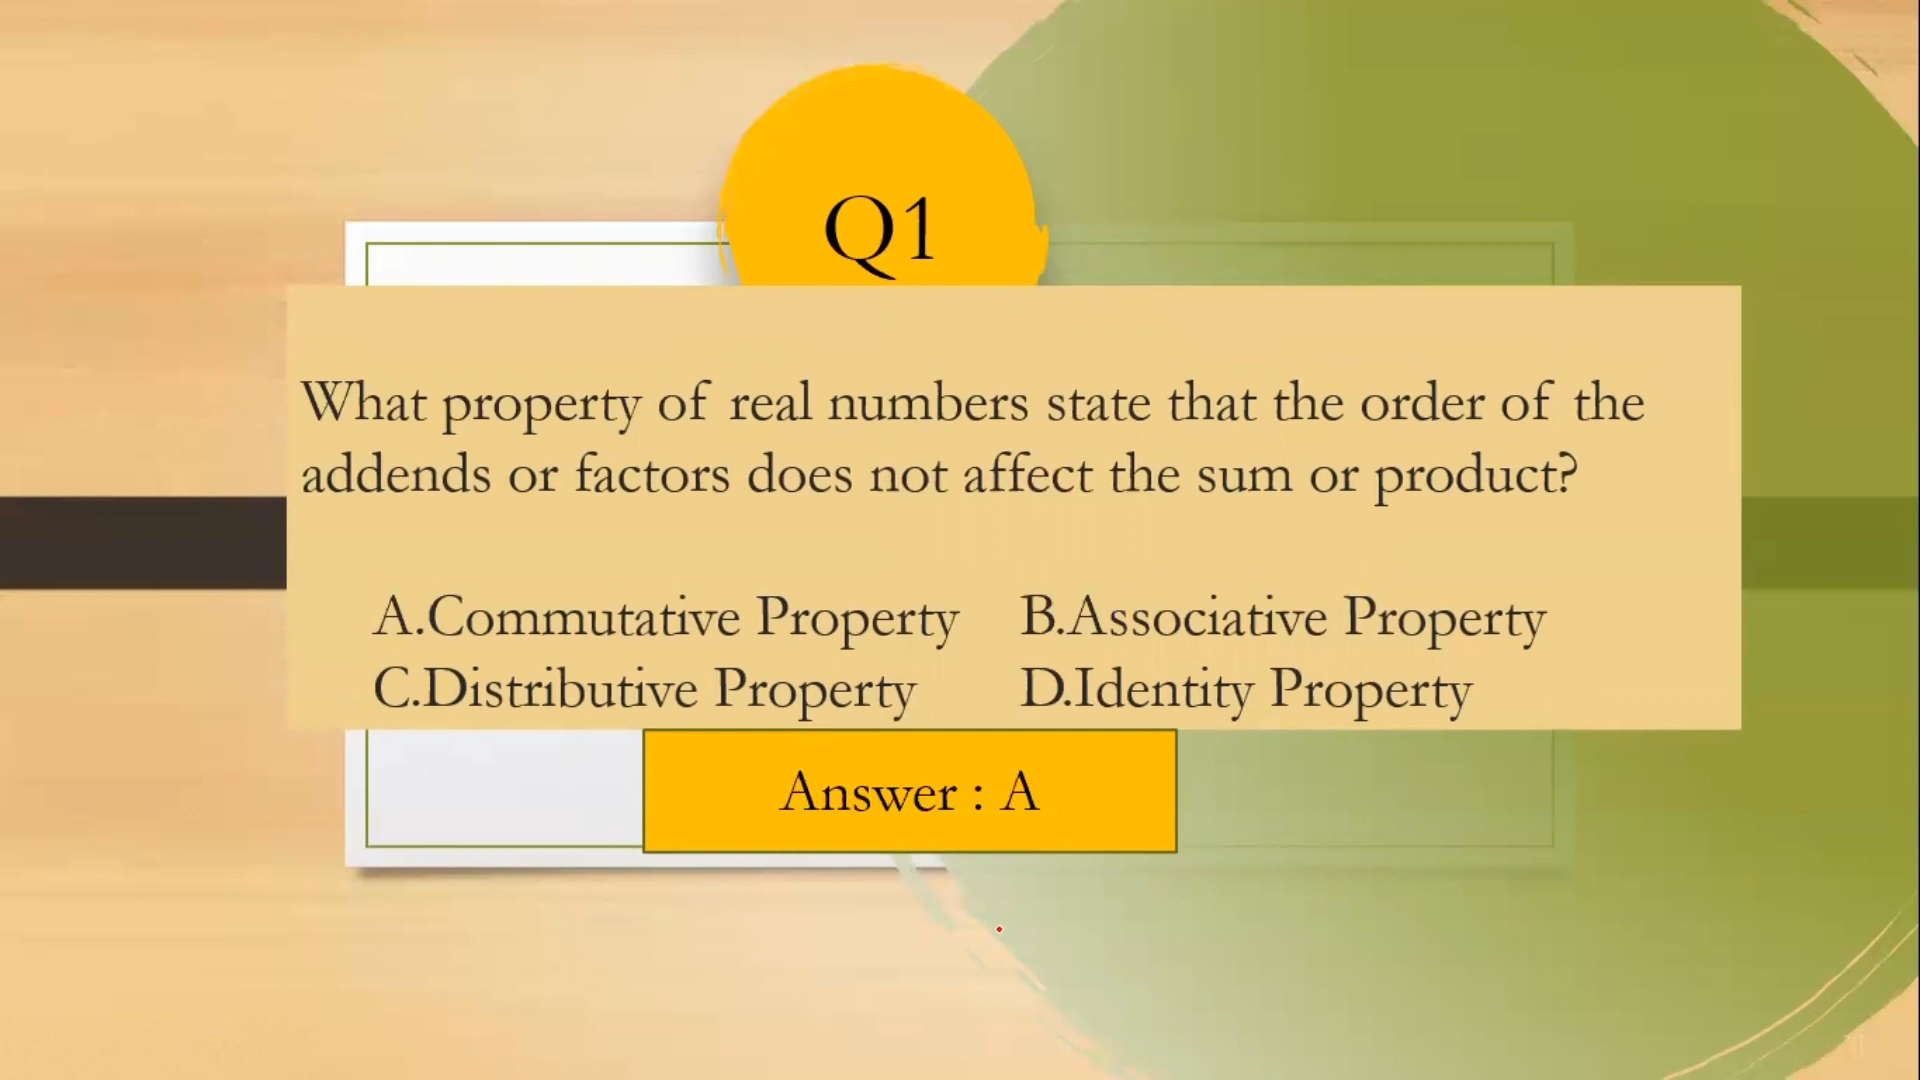 Q1
What property of real numbers state that the order of the
addends or factors does not affect the sum or product?
A.Commutative Property B.Associative Property
C.Distributive Property D.Identity Property
Answer : A